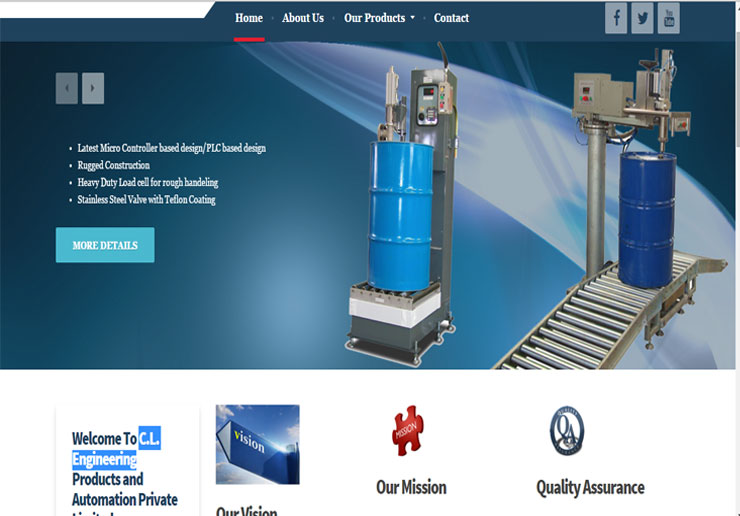 Home About Us Our Products Contact
Latest Micro Controller based design/PLC based design
Rugged Construction
Heavy Duty Load cell for rough handeling
Stainless Steel Valve with Teflon Coating
MORE DETAILS
Welcome To C.L.
Engineering
Products and
Automation Private
Limited
vision
Our Vision
MISSION
Our Mission
QA
Quality Assurance